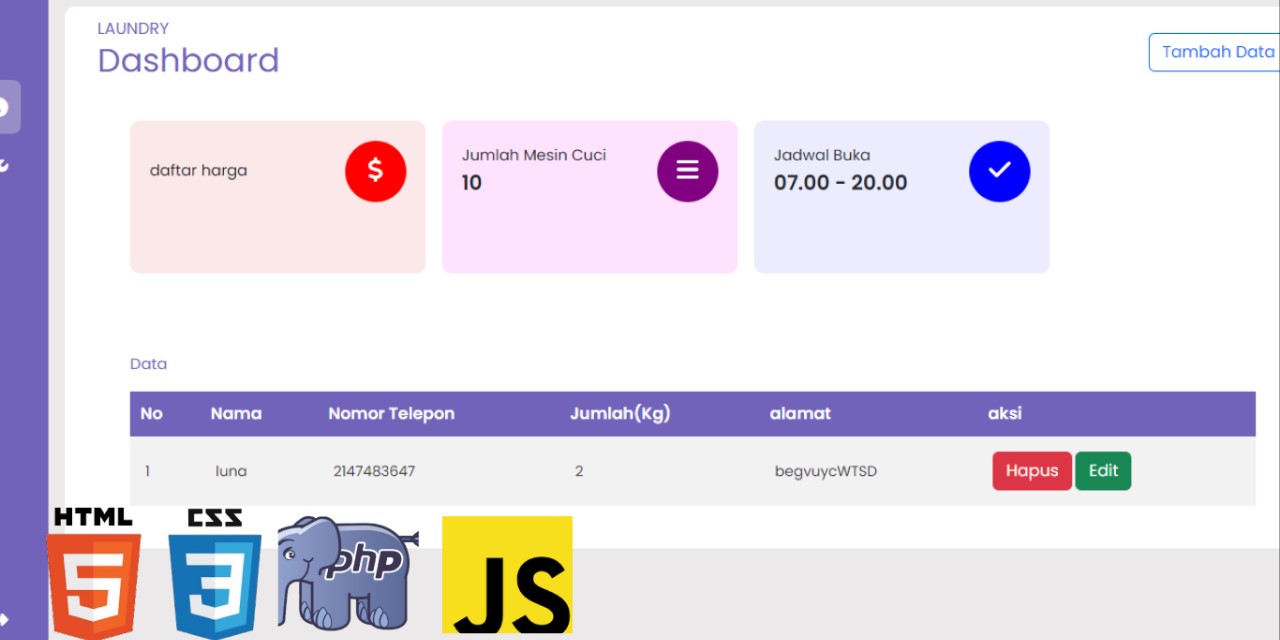 LAUNDRY
Dashboard
Tambah Data
daftar harga
$
Jumlah Mesin Cuci
10
Jadwal Buka
07.00 - 20.00
Data
No Nama Nomor Telepon Jumlah(Kg) alamat aksi
1 luna 2147483647 2 begvuycWTSD Hapus Edit
HTML CSS
5 3 php JS